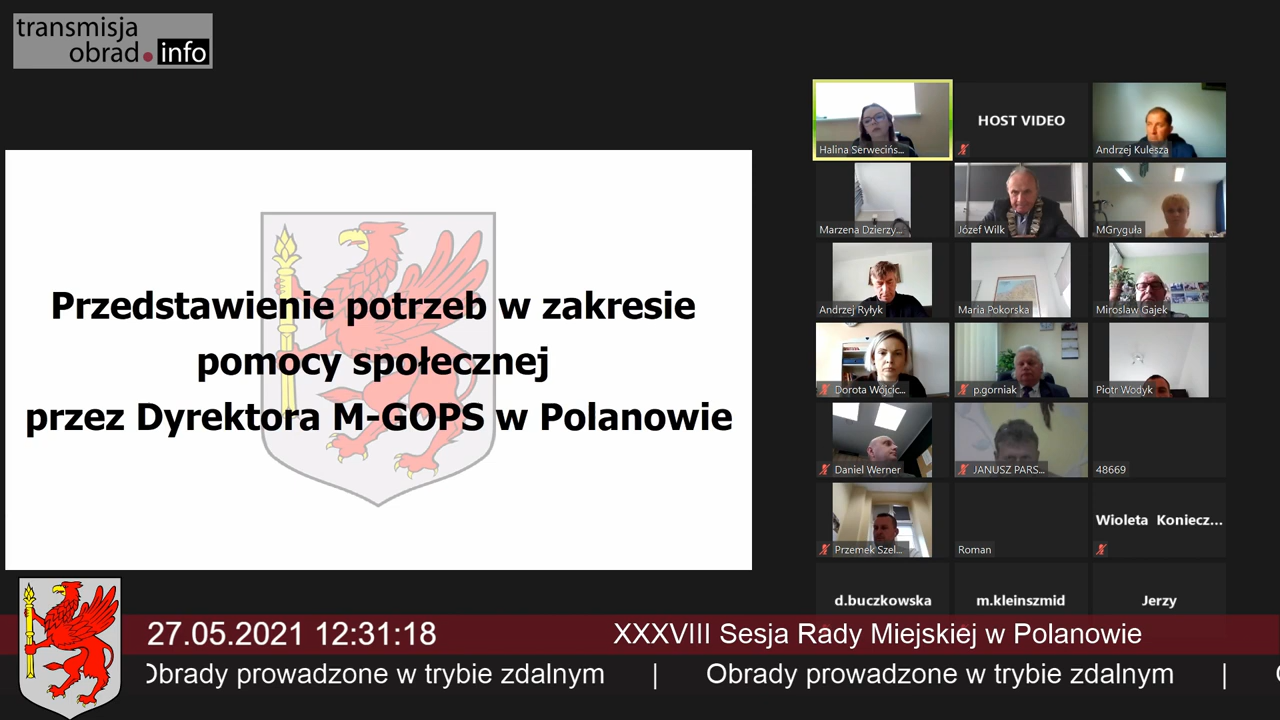 transmisja
obrad.info
Przedstawienie potrzeb w zakresie
pomocy społecznej
przez Dyrektora M-GOPS w Polanowie
Halina Serwecińs...
HOST VIDEO
Andrzej Kulesza
Marzena Dzierży...
Józef Wilk
MGryguła
Andrzej Ryłyk
Maria Pokorska
Mirosław Gajek
Dorota Wójcic...
p.gorniak
Piotr Wodyk
Daniel Werner
JANUSZ PARS...
48669
Przemek Szel...
Roman
Wioleta Koniecz...
d.buczkowska
m.kleinszmid
Jerzy
27.05.2021 12:31:18
XXXVIII Sesja Rady Miejskiej w Polanowie
Obrady prowadzone w trybie zdalnym | Obrady prowadzone w trybie zdalnym |